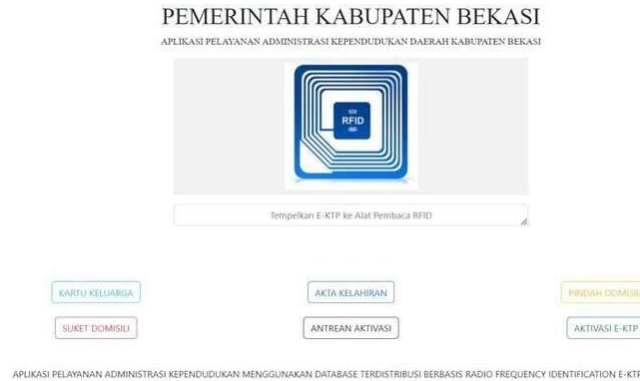 PEMERINTAH KABUPATEN BEKASI
APLIKASI PELAYANAN ADMINISTRASI KEPENDUDUKAN DAERAH KABUPATEN BEKASI
RFID
Tempelkan E-KTP ke Alat Pembaca RFID
KARTU KELUARGA AKTA KELAHIRAN PINDAH DOMISILI
SUKET DOMISILI ANTREAN AKTIVASI AKTIVASI E-KTP
APLIKASI PELAYANAN ADMINISTRASI KEPENDUDUKAN MENGGUNAKAN DATABASE TERDISTRIBUSI BERBASIS RADIO FREQUENCY IDENTIFICATION E-KTP